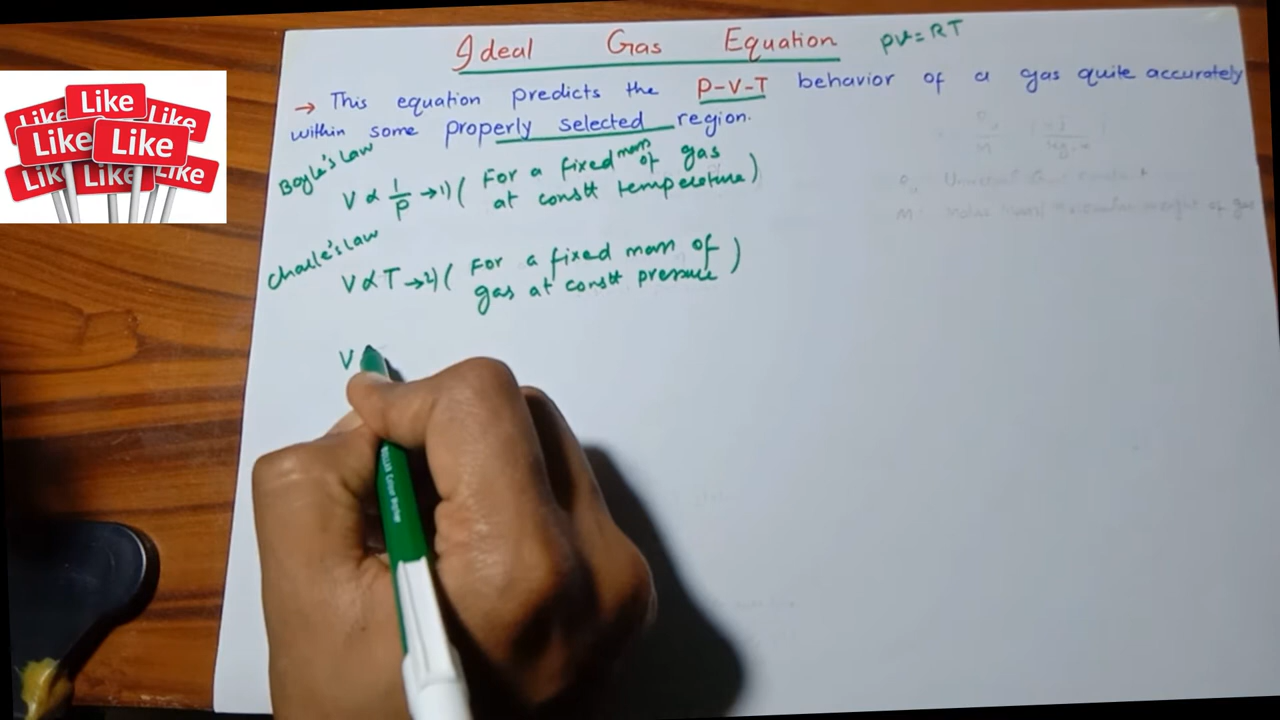 Ideal Gas Equation PV=RT
→ This equation predicts the P-V-T behavior of a gas quite accurately
within some properly selected region.
Boyle's law
V ∝ 1/P →1) ( For a fixed mass of gas
at constt temperature)
Charle's law
V ∝ T →2) ( For a fixed mass of
gas at constt pressure )
V
Like
Like
Like
Like
Like
Like
Like
Like